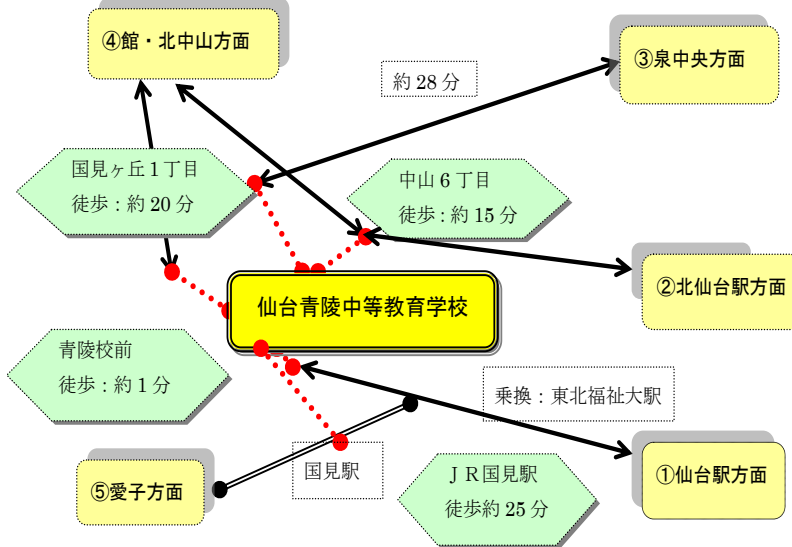 ④館・北中山方面
③泉中央方面
約 28 分
国見ヶ丘１丁目
徒歩：約 20 分
中山 6 丁目
徒歩：約 15 分
②北仙台駅方面
仙台青陵中等教育学校
青陵校前
徒歩：約 1 分
乗換：東北福祉大駅
国見駅
①仙台駅方面
⑤愛子方面
ＪＲ国見駅
徒歩約 25 分